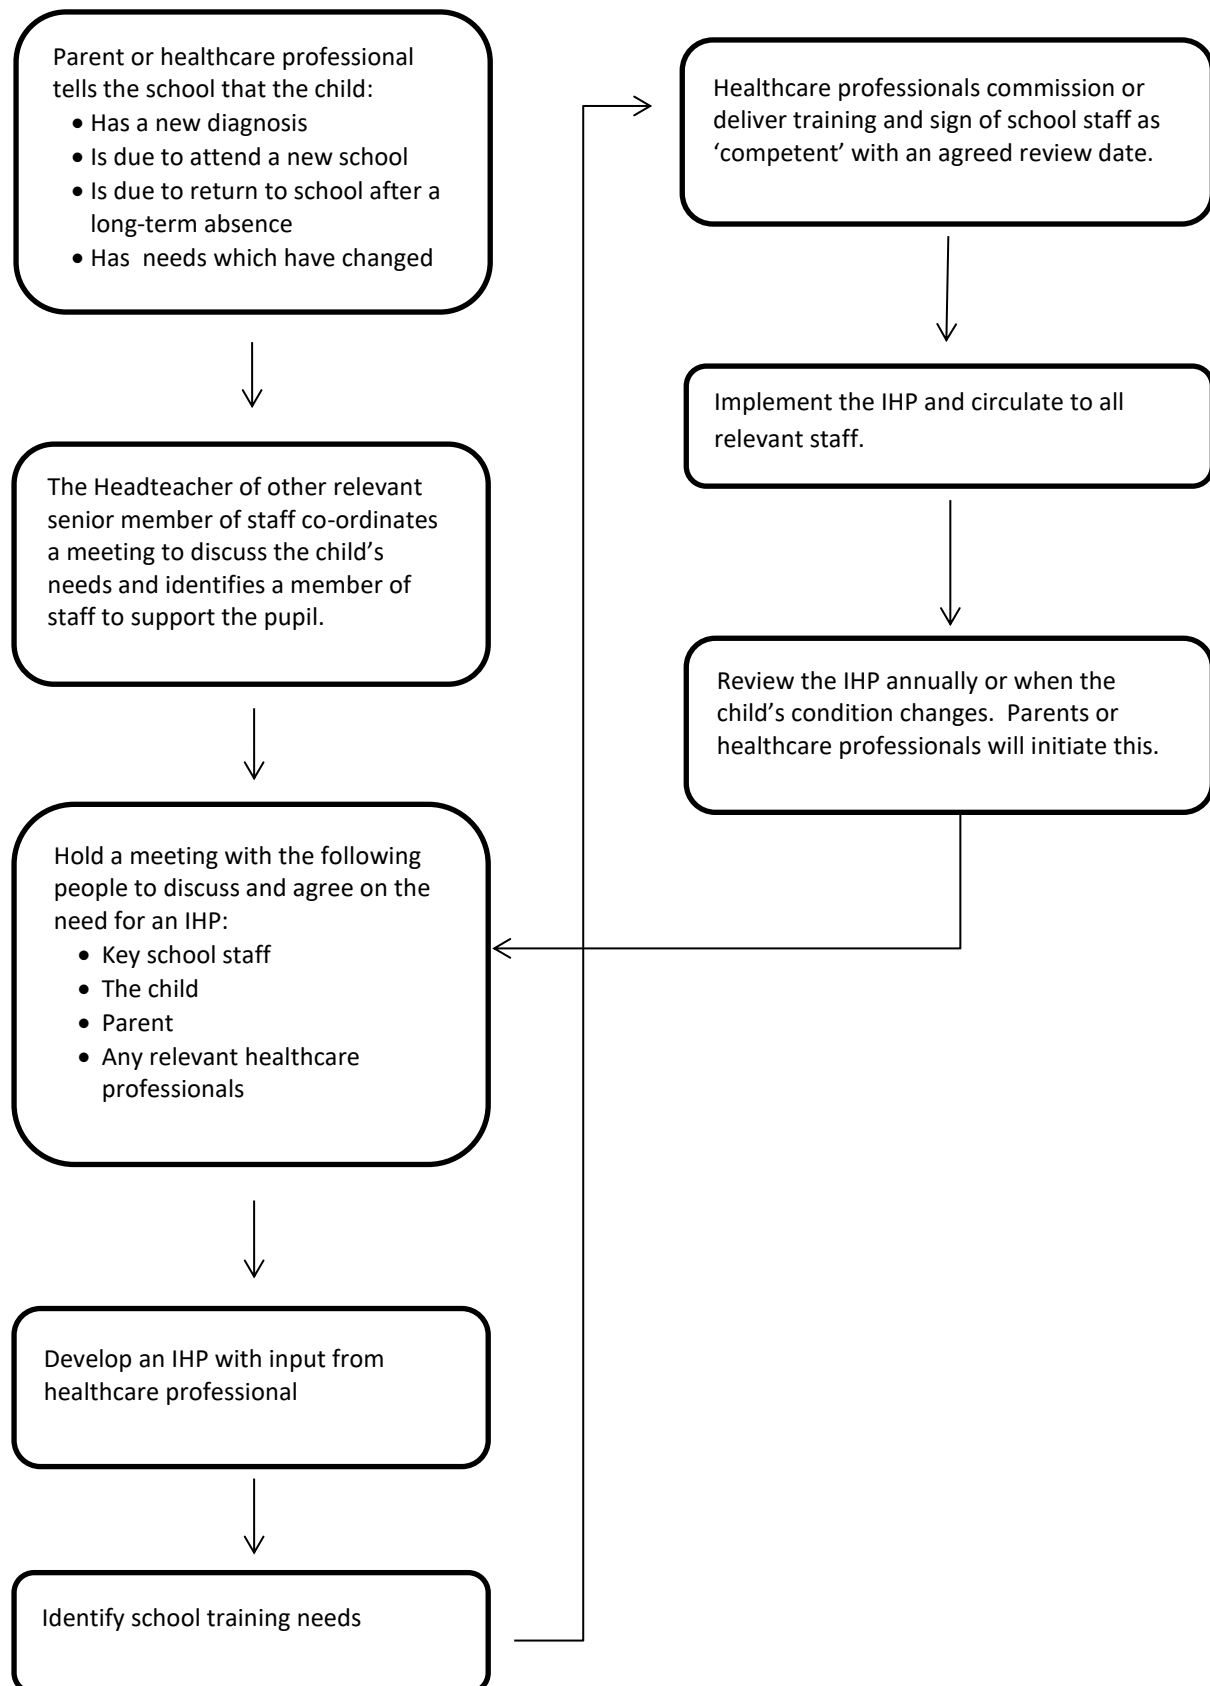 Parent or healthcare professional
tells the school that the child:
• Has a new diagnosis
• Is due to attend a new school
• Is due to return to school after a
long-term absence
• Has  needs which have changed
The Headteacher of other relevant
senior member of staff co-ordinates
a meeting to discuss the child’s
needs and identifies a member of
staff to support the pupil.
Hold a meeting with the following
people to discuss and agree on the
need for an IHP:
• Key school staff
• The child
• Parent
• Any relevant healthcare
professionals
Develop an IHP with input from
healthcare professional
Identify school training needs
Healthcare professionals commission or
deliver training and sign of school staff as
‘competent’ with an agreed review date.
Implement the IHP and circulate to all
relevant staff.
Review the IHP annually or when the
child’s condition changes.  Parents or
healthcare professionals will initiate this.